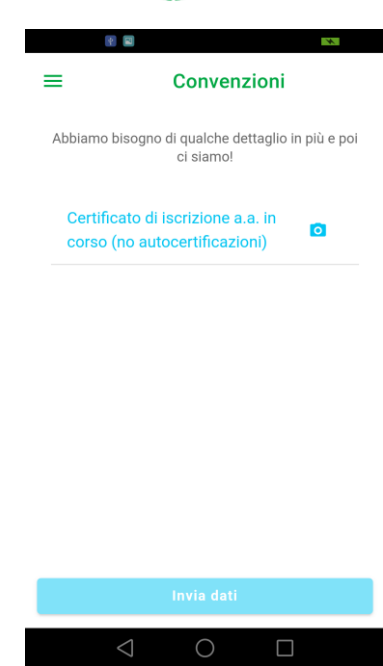 Convenzioni
Abbiamo bisogno di qualche dettaglio in più e poi
ci siamo!
Certificato di iscrizione a.a. in
corso (no autocertificazioni)
Invia dati